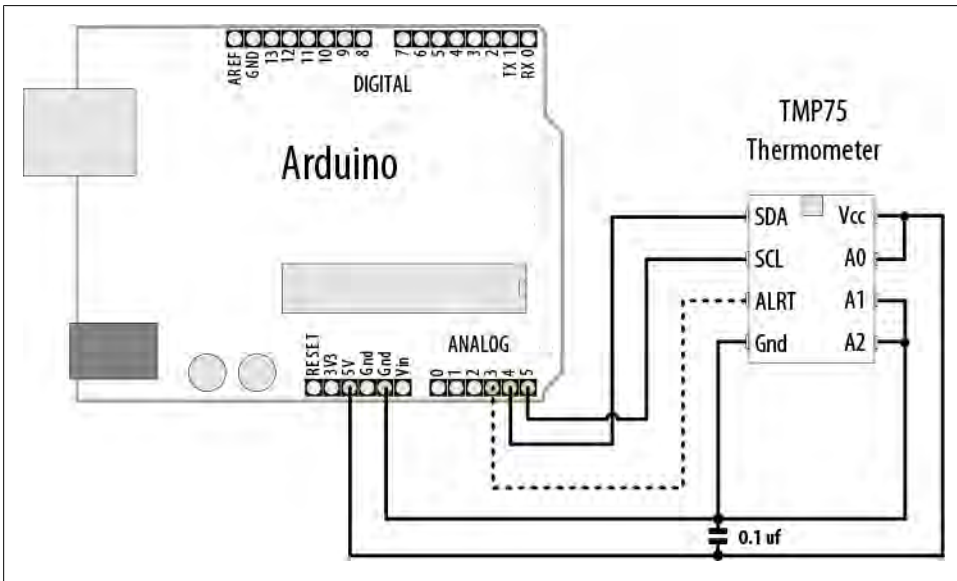 AREF
GND
13
12
11
10
9
8
7
6
5
4
3
2
TX 1
RX 0
DIGITAL
Arduino
TMP75
Thermometer
SDA
SCL
ALRT
Gnd
Vcc
A0
A1
A2
RESET
3V3
5V
Gnd
Gnd
Vin
ANALOG
0
1
2
3
4
5
0.1 uf